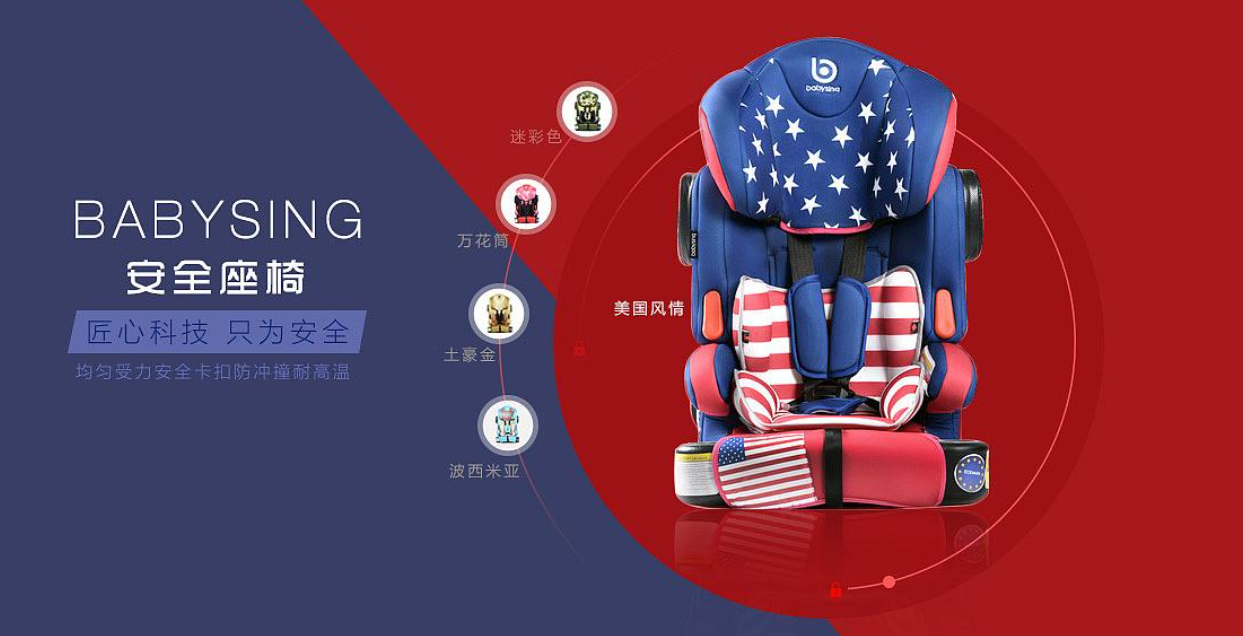 BABYSING
安全座椅
匠心科技 只为安全
均匀受力安全卡扣防冲撞耐高温
迷彩色
万花筒
土豪金
波西米亚
美国风情
babysing
babysing